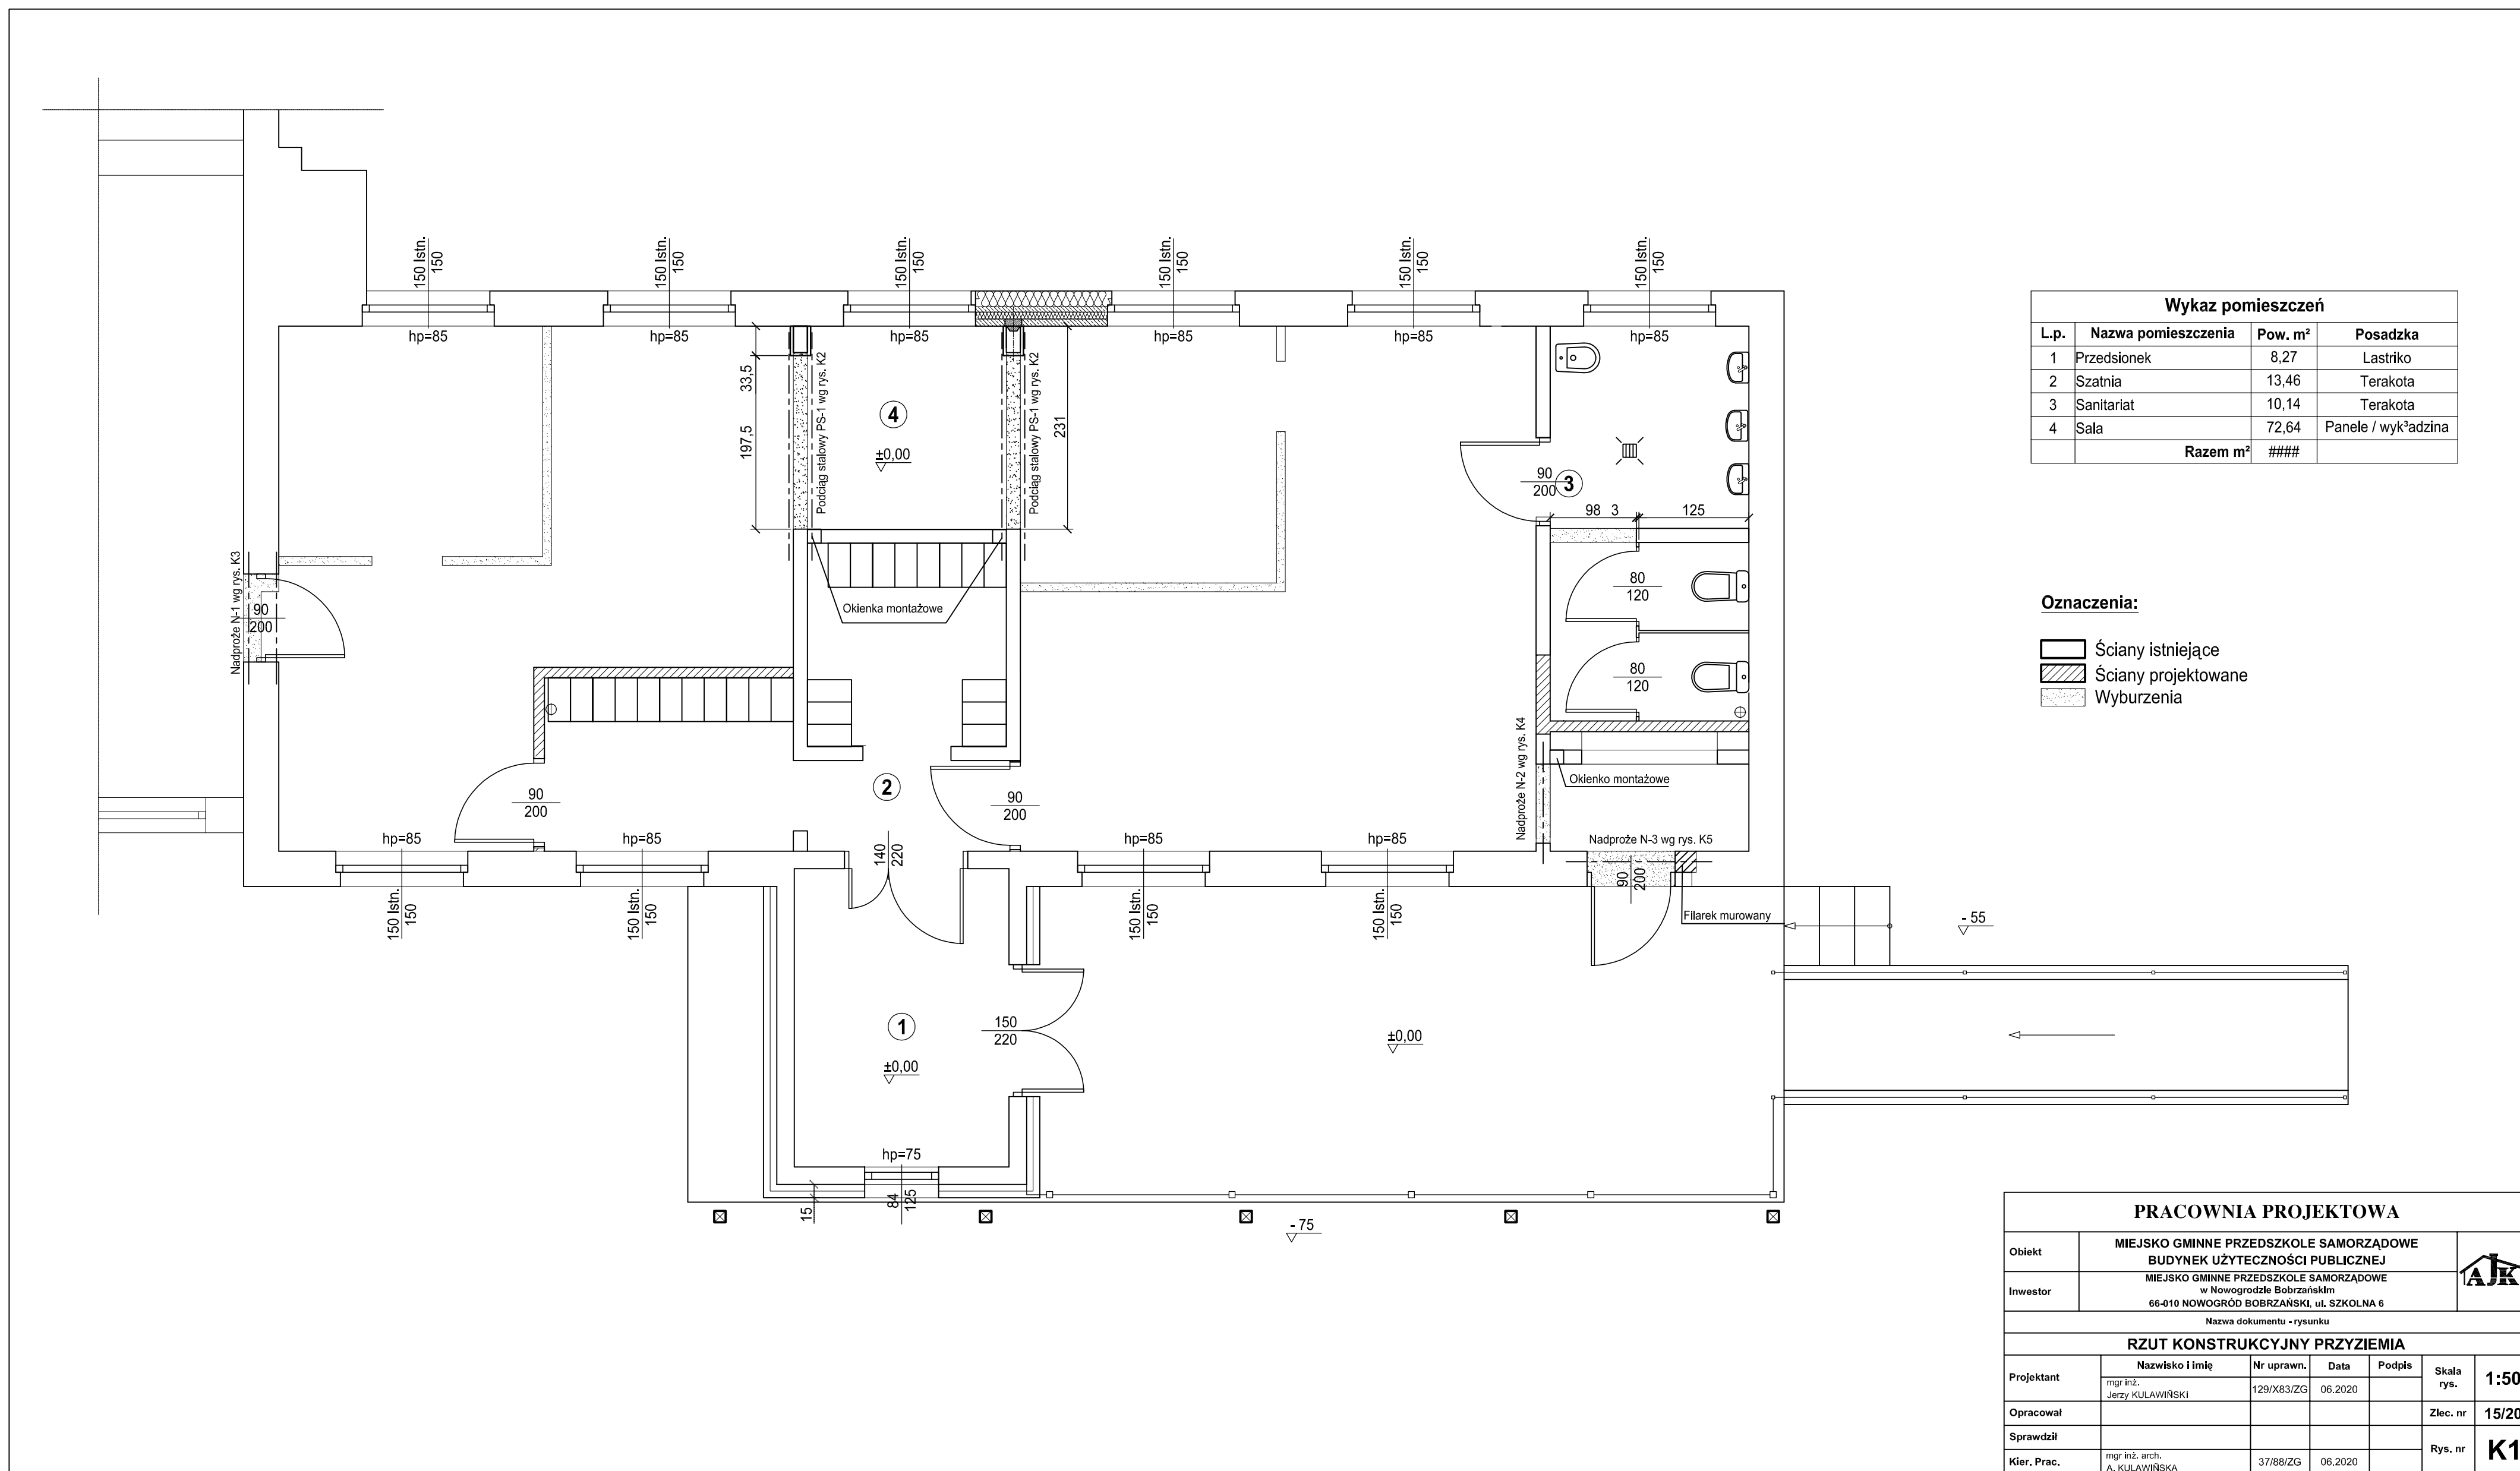 150 Istn.
150
150 Istn.
150
150 Istn.
150
150 Istn.
150
150 Istn.
150
150 Istn.
150
hp=85
hp=85
hp=85
hp=85
hp=85
hp=85
33,5
197,5
Podciąg stalowy PS-1 wg rys. K2
4
±0,00
Podciąg stalowy PS-1 wg rys. K2
231
90
200
3
98 3
125
80
120
80
120
Nadproże N-1 wg rys. K3
90
200
Okienka montażowe
Nadproże N-2 wg rys. K4
Okienko montażowe
2
90
200
90
200
140
220
hp=85
hp=85
hp=85
hp=85
Nadproże N-3 wg rys. K5
90
200
150 Istn.
150
150 Istn.
150
150 Istn.
150
150 Istn.
150
Filarek murowany
- 55
1
±0,00
150
220
±0,00
hp=75
84
125
15
- 75
Wykaz pomieszczeń
L.p. Nazwa pomieszczenia Pow. m² Posadzka
1 Przedsionek 8,27 Lastriko
2 Szatnia 13,46 Terakota
3 Sanitariat 10,14 Terakota
4 Sala 72,64 Panele / wyk³adzina
Razem m² ####
Oznaczenia:
Ściany istniejące
Ściany projektowane
Wyburzenia
PRACOWNIA PROJEKTOWA
Obiekt
MIEJSKO GMINNE PRZEDSZKOLE SAMORZĄDOWE
BUDYNEK UŻYTECZNOŚCI PUBLICZNEJ
AJK
Inwestor
MIEJSKO GMINNE PRZEDSZKOLE SAMORZĄDOWE
w Nowogrodzie Bobrzańskim
66-010 NOWOGRÓD BOBRZAŃSKI, ul. SZKOLNA 6
Nazwa dokumentu - rysunku
RZUT KONSTRUKCYJNY PRZYZIEMIA
Nazwisko i imię Nr uprawn. Data Podpis
Projektant
mgr inż.
Jerzy KULAWIŃSKI 129/X83/ZG 06.2020
Skala
rys.
1:50
Opracował
Zlec. nr 15/20
Sprawdził
Rys. nr K1
Kier. Prac.
mgr inż. arch.
A. KULAWIŃSKA 37/88/ZG 06.2020